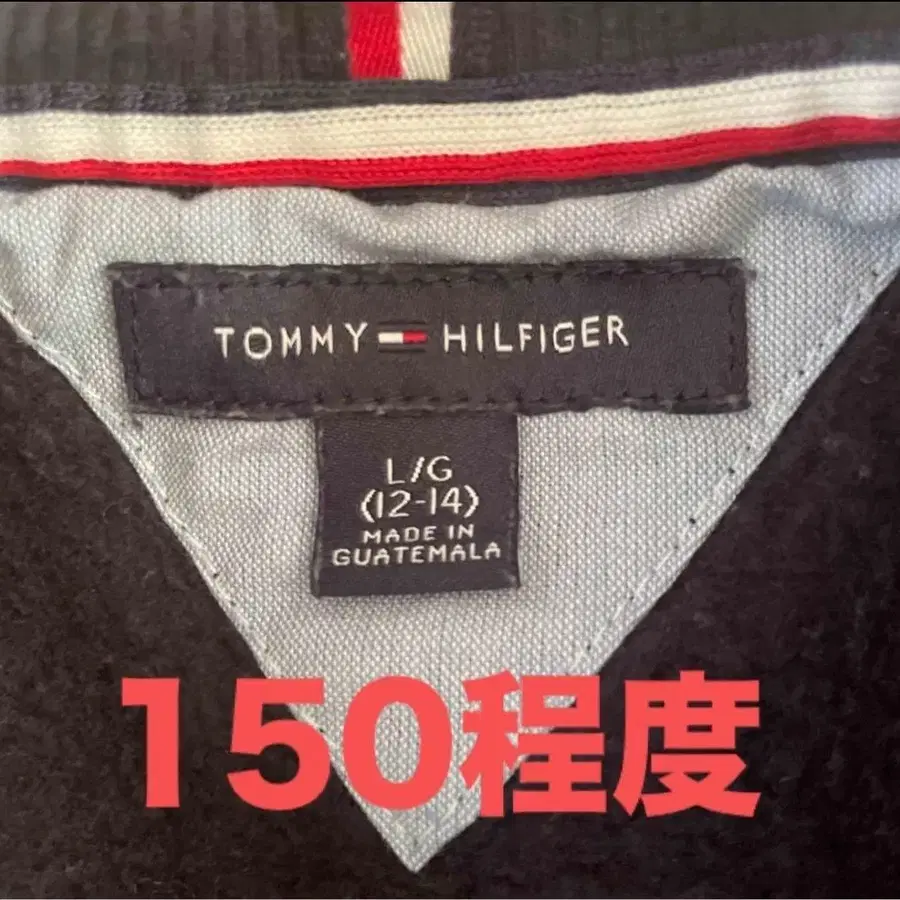 TOMMY HILFIGER
L/G
(12-14)
MADE IN
GUATEMALA
150程度